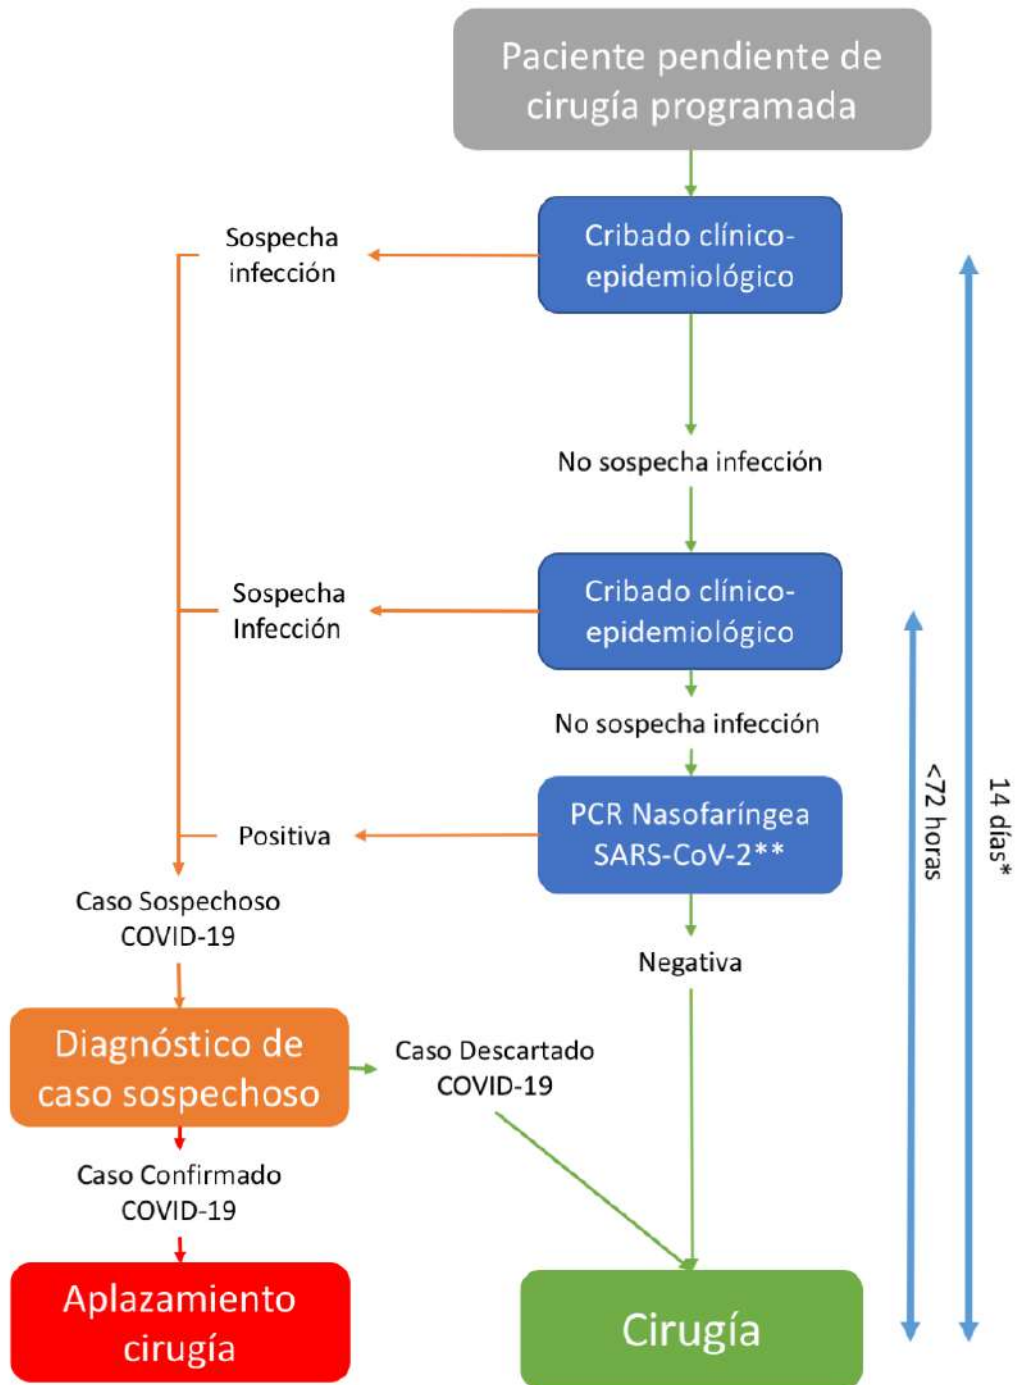 Paciente pendiente de
cirugía programada
Cribado clínico-
epidemiológico
Sospecha
infección
No sospecha infección
Cribado clínico-
epidemiológico
Sospecha
Infección
No sospecha infección
PCR Nasofaríngea
SARS-CoV-2**
Positiva
<72 horas
14 días*
Caso Sospechoso
COVID-19
Negativa
Diagnóstico de
caso sospechoso
Caso Descartado
COVID-19
Caso Confirmado
COVID-19
Aplazamiento
cirugía
Cirugía